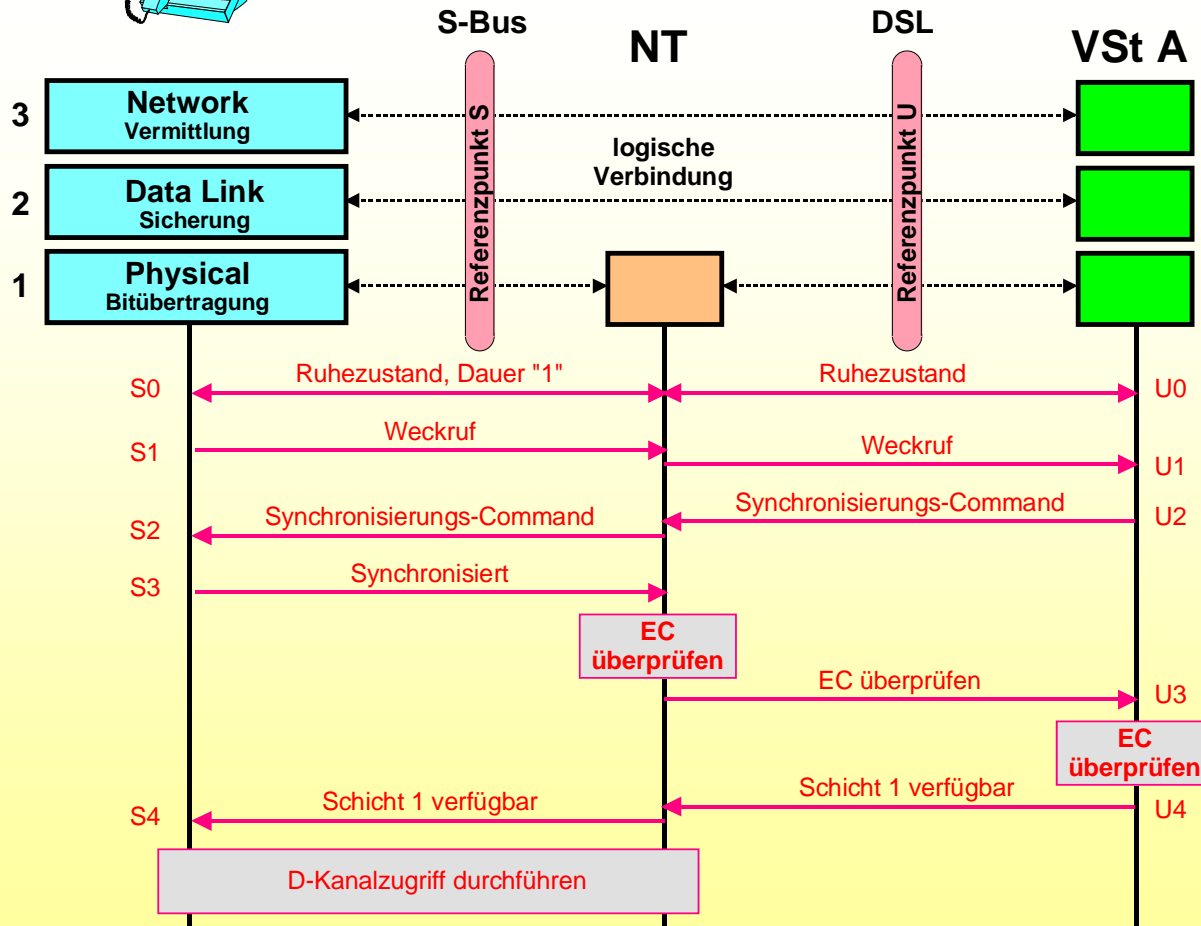 S-Bus
NT
DSL
VSt A
3
Network
Vermittlung
Referenzpunkt S
Referenzpunkt U
logische
Verbindung
2
Data Link
Sicherung
1
Physical
Bitübertragung
S0
Ruhezustand, Dauer "1"
Ruhezustand
U0
S1
Weckruf
Weckruf
U1
S2
Synchronisierungs-Command
Synchronisierungs-Command
U2
S3
Synchronisiert
EC
überprüfen
EC überprüfen
U3
EC
überprüfen
S4
Schicht 1 verfügbar
Schicht 1 verfügbar
U4
D-Kanalzugriff durchführen